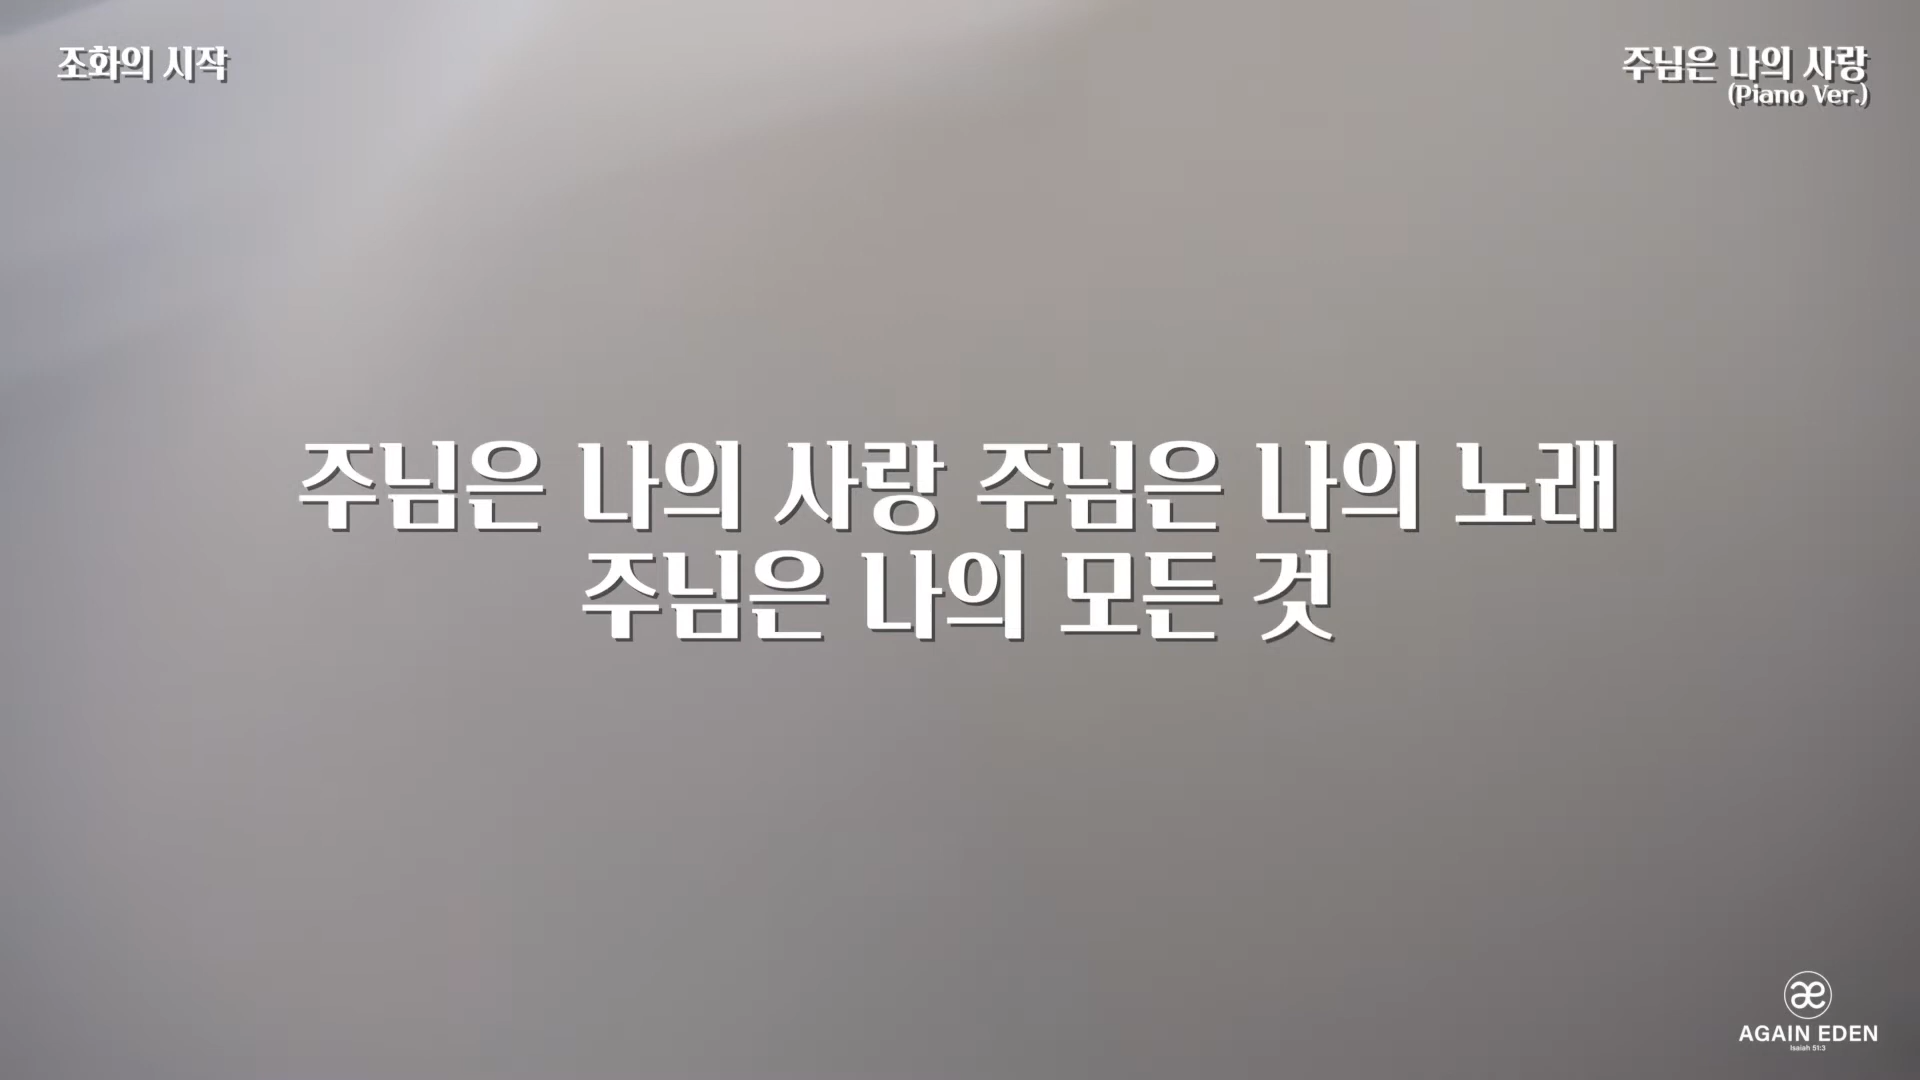 조화의 시작
주님은 나의 사랑
(Piano Ver.)
주님은 나의 사랑 주님은 나의 노래
주님은 나의 모든 것
æ
AGAIN EDEN
Isaiah 51:3